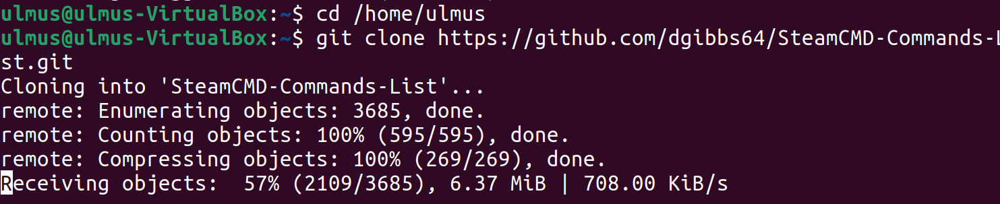 ulmus@ulmus-VirtualBox:~$ cd /home/ulmus
ulmus@ulmus-VirtualBox:~$ git clone https://github.com/dgibbs64/SteamCMD-Commands-L
st.git
Cloning into 'SteamCMD-Commands-List'...
remote: Enumerating objects: 3685, done.
remote: Counting objects: 100% (595/595), done.
remote: Compressing objects: 100% (269/269), done.
Receiving objects:  57% (2109/3685), 6.37 MiB | 708.00 KiB/s